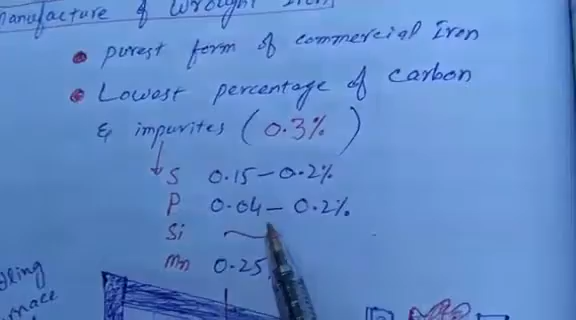 manufacture of Wrought Iron
purest form of commercial Iron
Lowest percentage of carbon
& impurites (0.3%)
S 0.15-0.2%
P 0.04-0.2%
Si
Mn 0.25